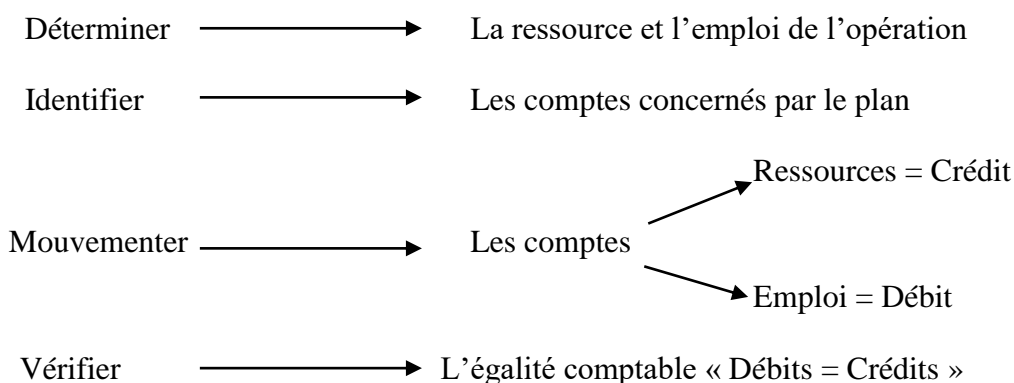 Déterminer La ressource et l’emploi de l’opération
Identifier Les comptes concernés par le plan
Ressources = Crédit
Mouvementer Les comptes
Emploi = Débit
Vérifier L’égalité comptable « Débits = Crédits »